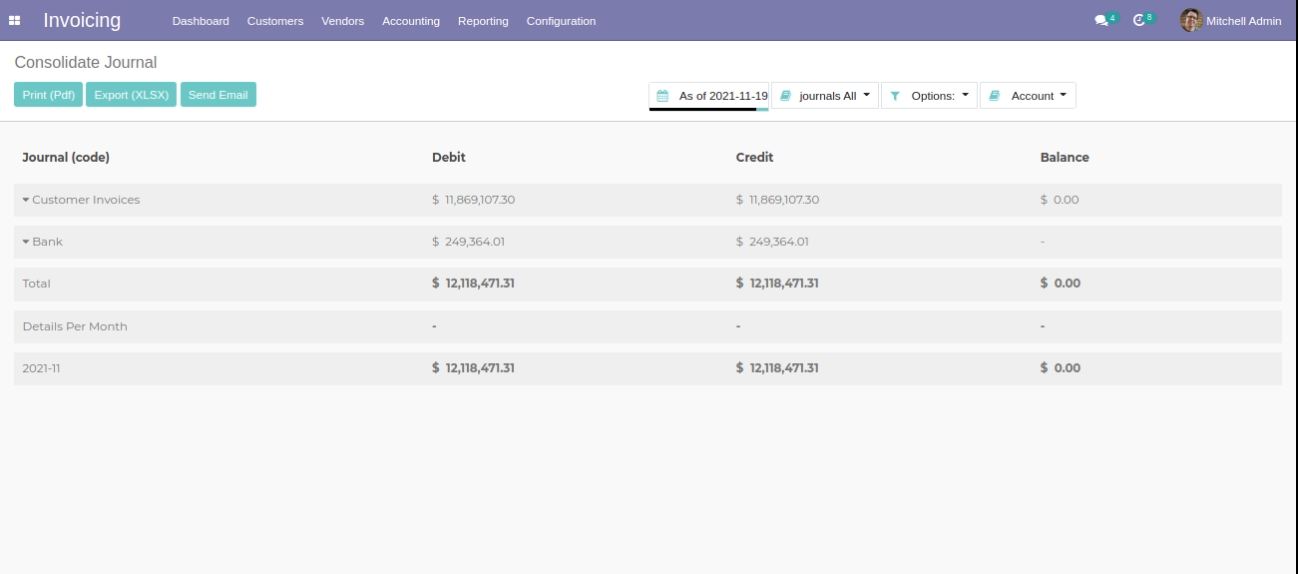 Invoicing Dashboard Customers Vendors Accounting Reporting Configuration 4 8 Mitchell Admin
Consolidate Journal
Print (Pdf) Export (XLSX) Send Email As of 2021-11-19 journals All Options: Account
Journal (code) Debit Credit Balance
Customer Invoices $ 11,869,107.30 $ 11,869,107.30 $ 0.00
Bank $ 249,364.01 $ 249,364.01 -
Total $ 12,118,471.31 $ 12,118,471.31 $ 0.00
Details Per Month - - -
2021-11 $ 12,118,471.31 $ 12,118,471.31 $ 0.00